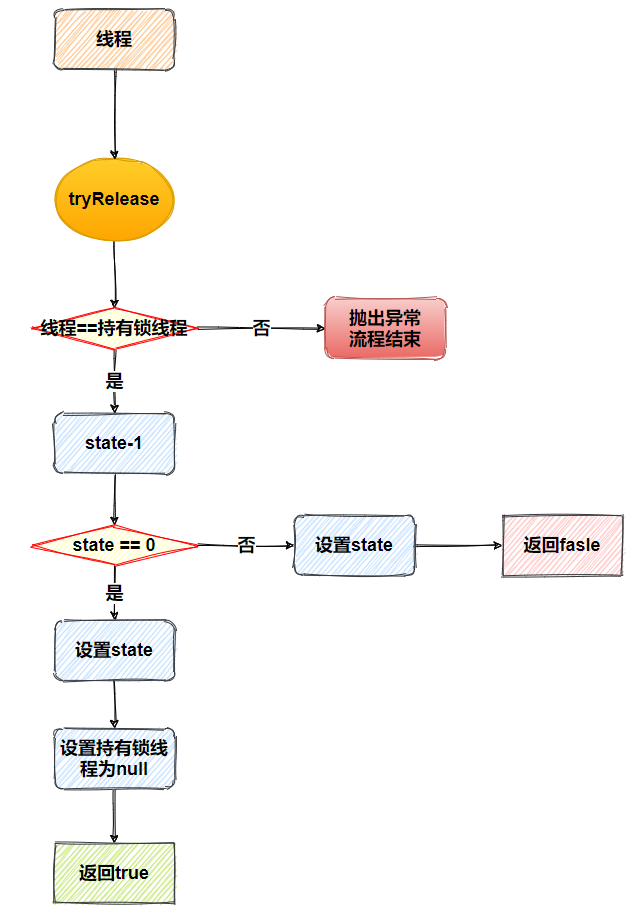 线程
tryRelease
线程==持有锁线程
否
抛出异常
流程结束
是
state-1
state == 0
否
设置state
返回fasle
是
设置state
设置持有锁线
程为null
返回true